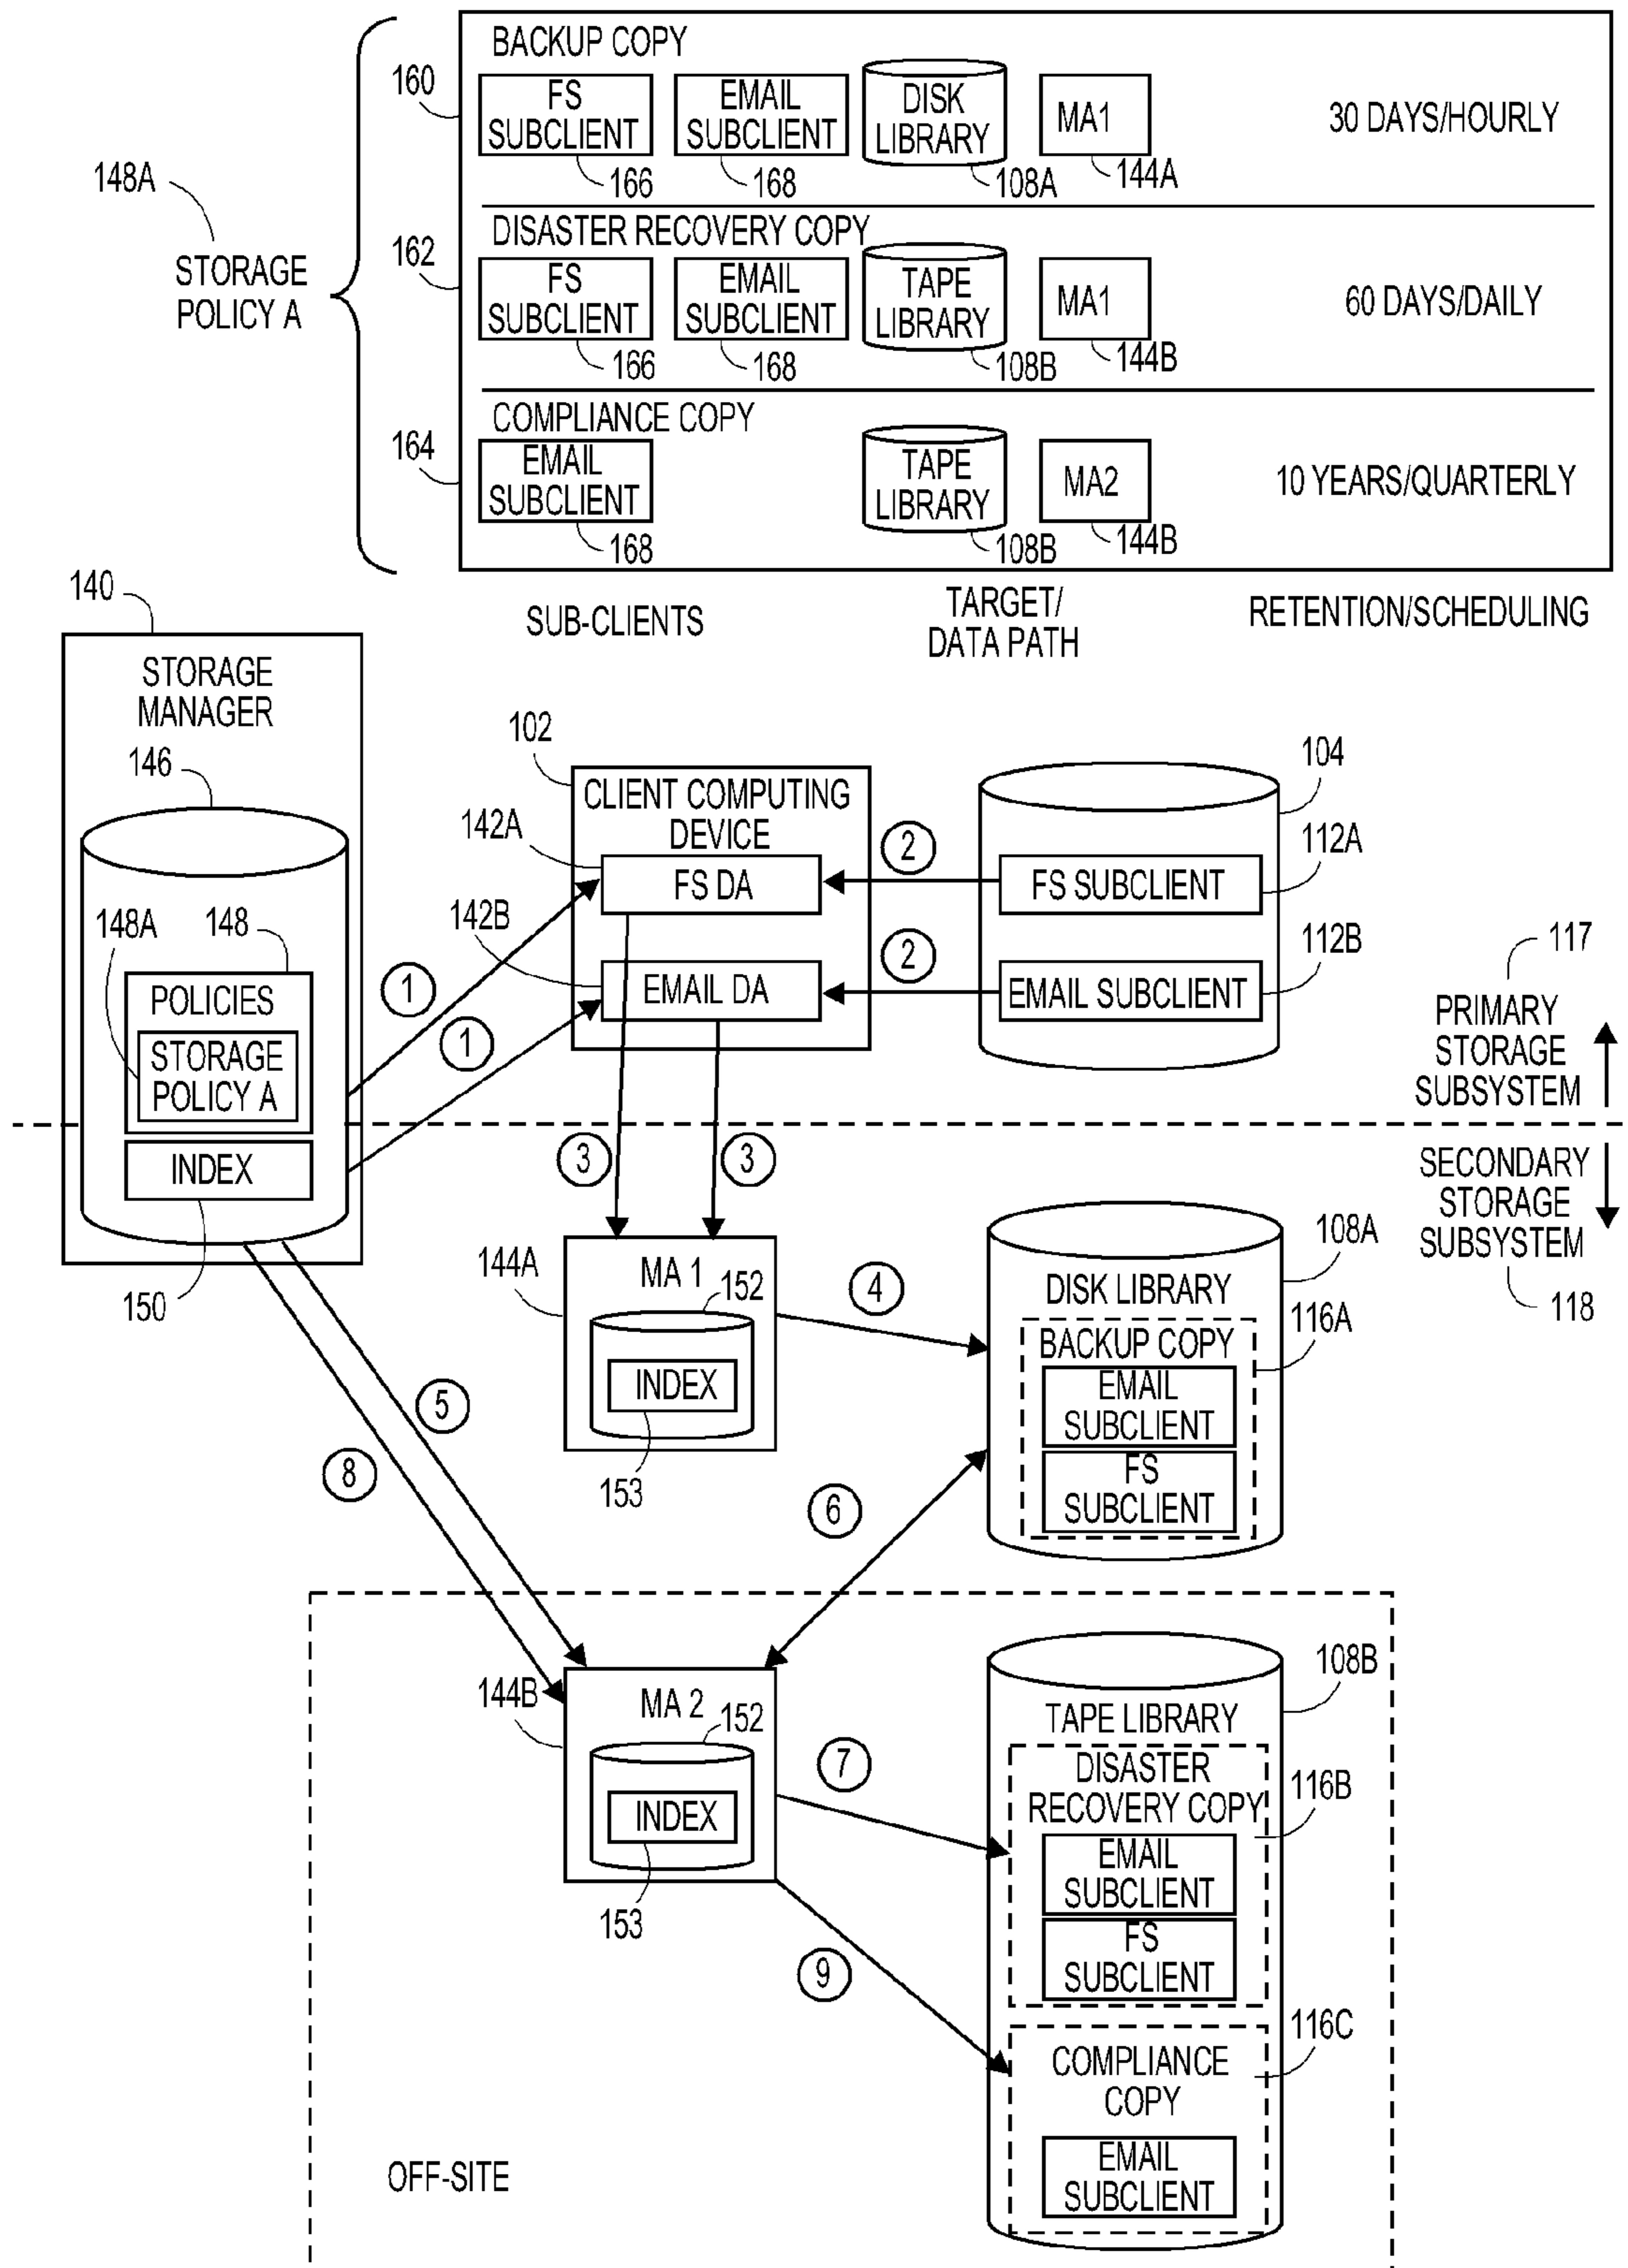 BACKUP COPY
160
FS
SUBCLIENT
166
EMAIL
SUBCLIENT
168
DISK
LIBRARY
108A
MA1
144A
30 DAYS/HOURLY
148A
STORAGE
POLICY A
DISASTER RECOVERY COPY
162
FS
SUBCLIENT
166
EMAIL
SUBCLIENT
168
TAPE
LIBRARY
108B
MA1
144B
60 DAYS/DAILY
COMPLIANCE COPY
164
EMAIL
SUBCLIENT
168
TAPE
LIBRARY
108B
MA2
144B
10 YEARS/QUARTERLY
SUB-CLIENTS
TARGET/
DATA PATH
RETENTION/SCHEDULING
140
STORAGE
MANAGER
146
148A
148
POLICIES
STORAGE
POLICY A
INDEX
150
102
CLIENT COMPUTING
DEVICE
142A
FS DA
142B
EMAIL DA
104
112A
FS SUBCLIENT
112B
EMAIL SUBCLIENT
1
1
2
2
117
PRIMARY
STORAGE
SUBSYSTEM
SECONDARY
STORAGE
SUBSYSTEM
118
3
3
144A
MA 1
152
INDEX
153
4
108A
DISK LIBRARY
116A
BACKUP COPY
EMAIL
SUBCLIENT
FS
SUBCLIENT
5
8
6
144B
MA 2
152
INDEX
153
7
9
108B
TAPE LIBRARY
DISASTER
RECOVERY COPY
116B
EMAIL
SUBCLIENT
FS
SUBCLIENT
116C
COMPLIANCE
COPY
EMAIL
SUBCLIENT
OFF-SITE